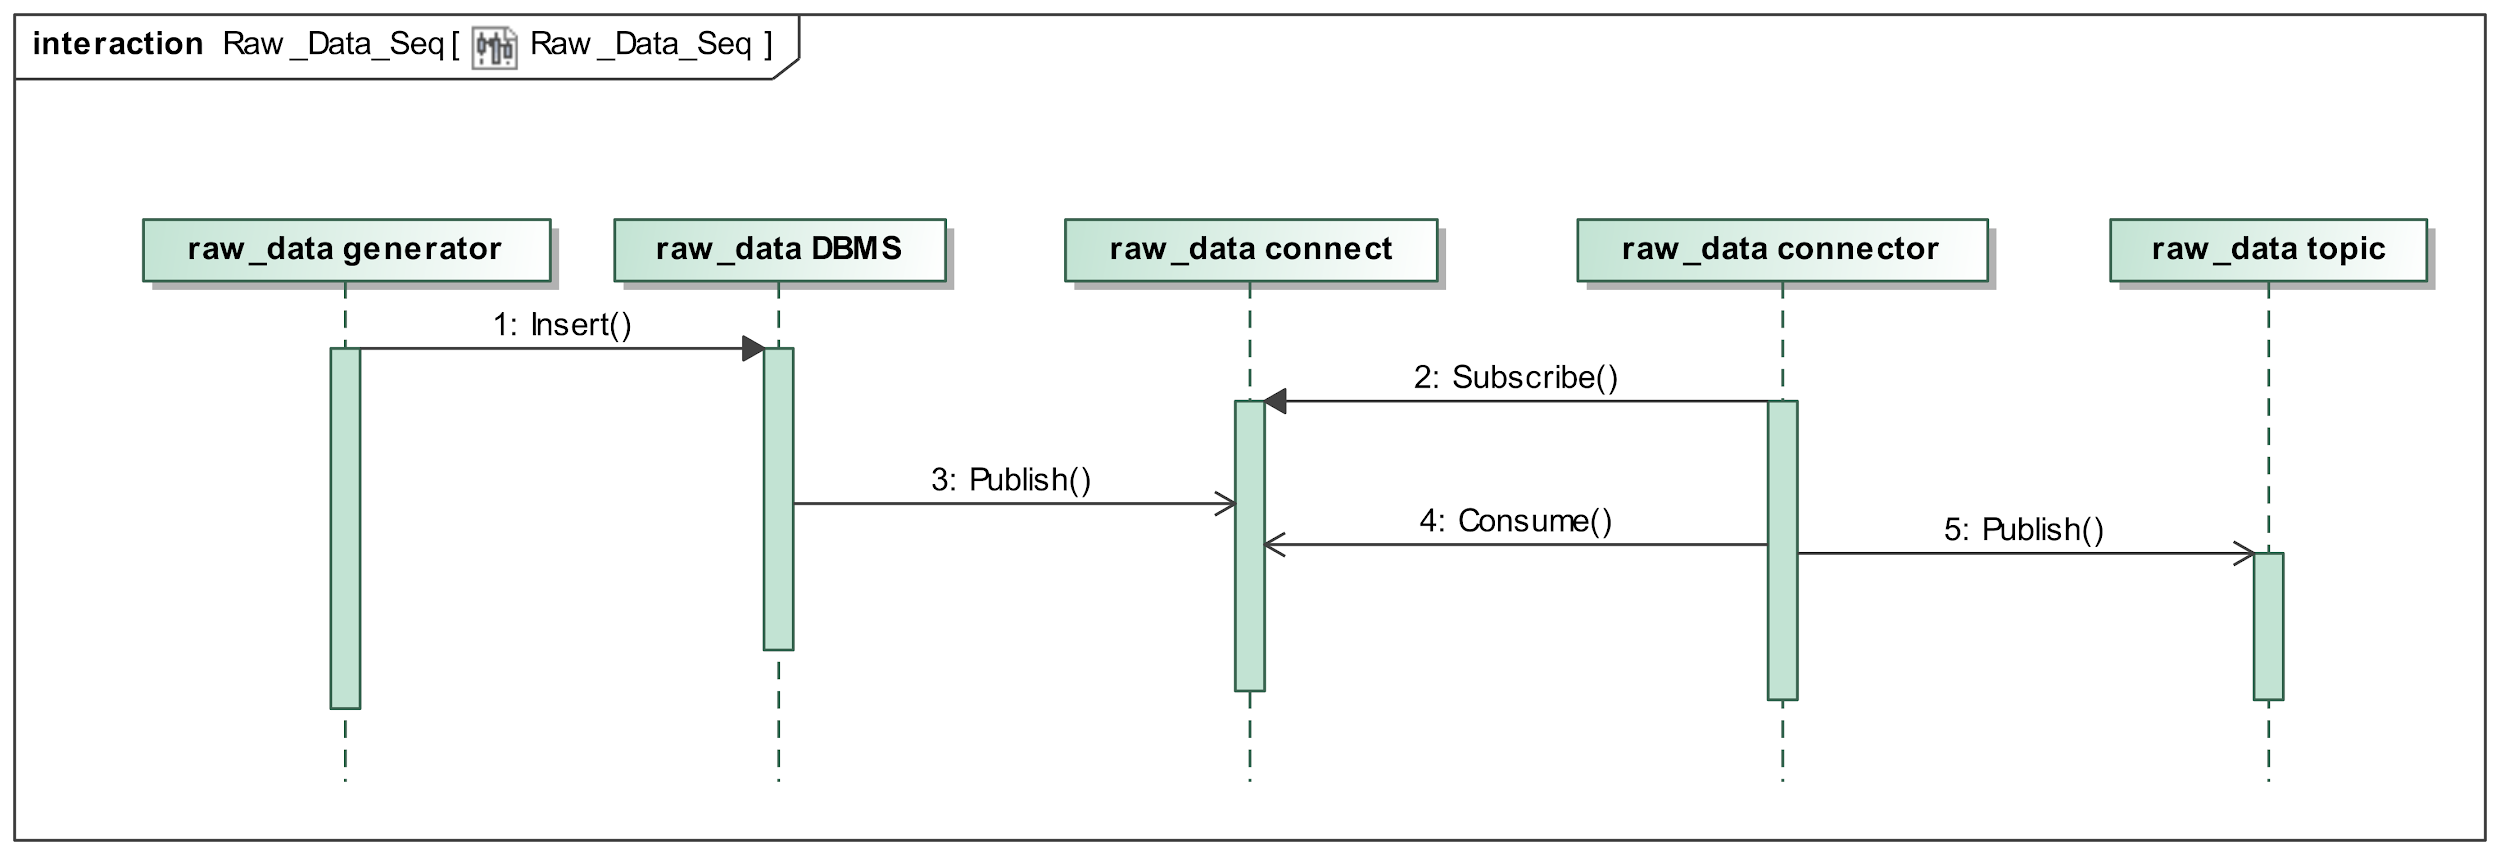 interaction Raw_Data_Seq[ Raw_Data_Seq ]
raw_data generator
raw_data DBMS
raw_data connect
raw_data connector
raw_data topic
1: Insert()
2: Subscribe()
3: Publish()
4: Consume()
5: Publish()